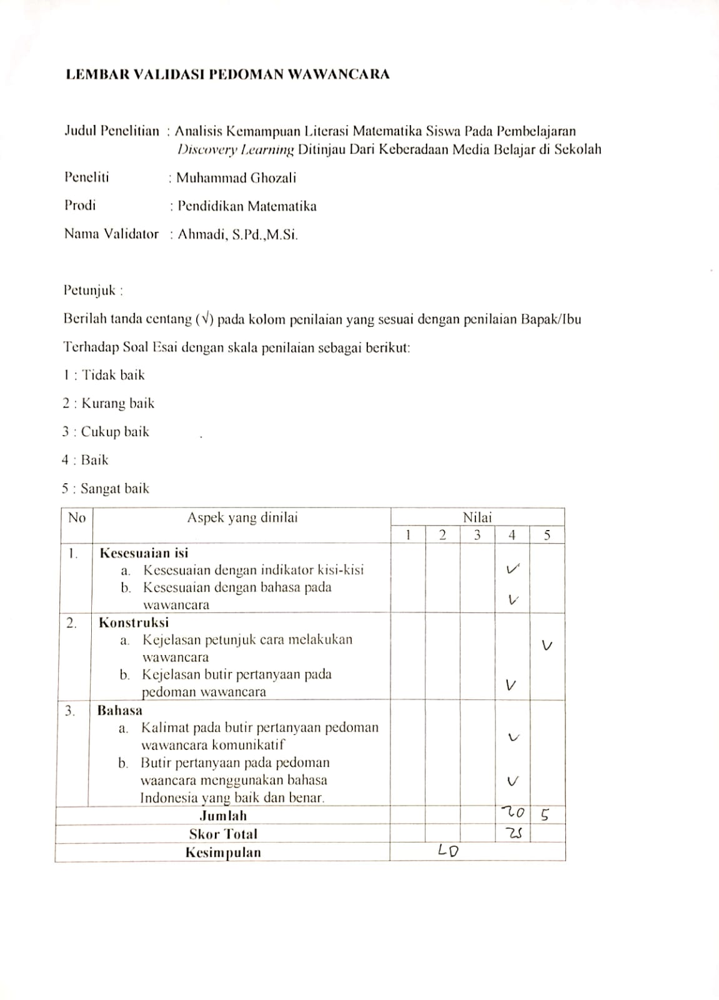 LEMBAR VALIDASI PEDOMAN WAWANCARA
Judul Penelitian : Analisis Kemampuan Literasi Matematika Siswa Pada Pembelajaran
Discovery Learning Ditinjau Dari Keberadaan Media Belajar di Sekolah
Peneliti : Muhammad Ghozali
Prodi : Pendidikan Matematika
Nama Validator : Ahmadi, S.Pd.,M.Si.
Petunjuk :
Berilah tanda centang (√) pada kolom penilaian yang sesuai dengan penilaian Bapak/Ibu
Terhadap Soal Esai dengan skala penilaian sebagai berikut:
1 : Tidak baik
2 : Kurang baik
3 : Cukup baik
4 : Baik
5 : Sangat baik
No Aspek yang dinilai Nilai
1 2 3 4 5
1. Kesesuaian isi
a. Kesesuaian dengan indikator kisi-kisi √
b. Kesesuaian dengan bahasa pada
wawancara √
2. Konstruksi
a. Kejelasan petunjuk cara melakukan √
wawancara
b. Kejelasan butir pertanyaan pada
pedoman wawancara √
3. Bahasa
a. Kalimat pada butir pertanyaan pedoman
wawancara komunikatif √
b. Butir pertanyaan pada pedoman
waancara menggunakan bahasa √
Indonesia yang baik dan benar.
Jumlah 20 5
Skor Total 25
Kesimpulan LD